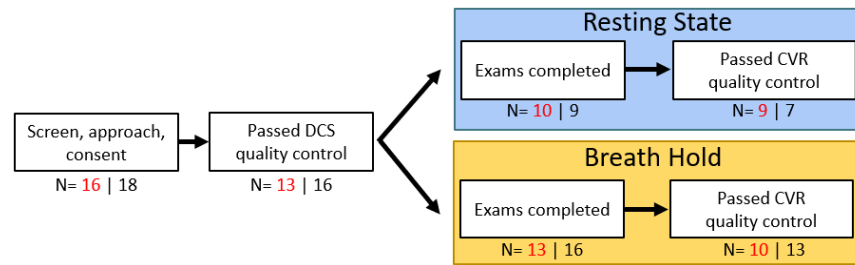 Screen, approach,
consent
N= 16 | 18
Passed DCS
quality control
N= 13 | 16
Resting State
Exams completed
N= 10 | 9
Passed CVR
quality control
N= 9 | 7
Breath Hold
Exams completed
N= 13 | 16
Passed CVR
quality control
N= 10 | 13